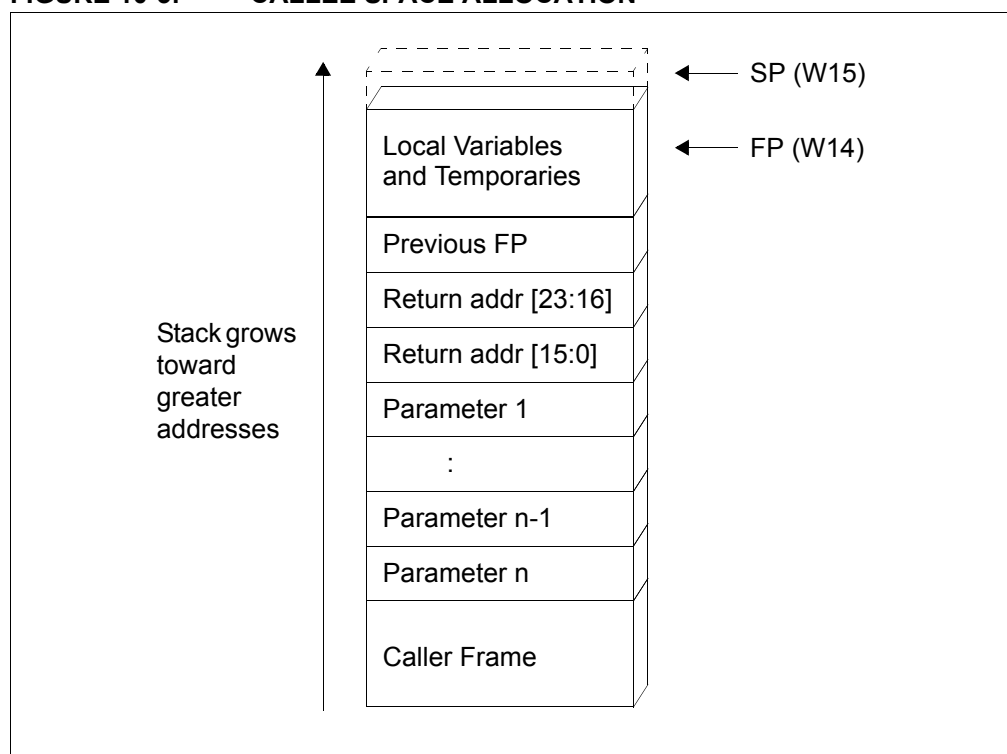 SP (W15)
FP (W14)
Local Variables
and Temporaries
Previous FP
Return addr [23:16]
Return addr [15:0]
Parameter 1
:
Parameter n-1
Parameter n
Caller Frame
Stack grows
toward
greater
addresses